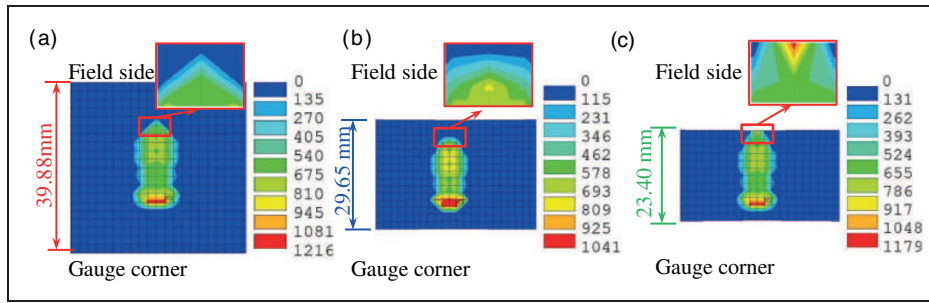 (a)
Field side
39.88mm
Gauge corner
0
135
270
405
540
675
810
945
1081
1216
(b)
Field side
29.65 mm
Gauge corner
0
115
231
346
462
578
693
809
925
1041
(c)
Field side
23.40 mm
Gauge corner
0
131
262
393
524
655
786
917
1048
1179